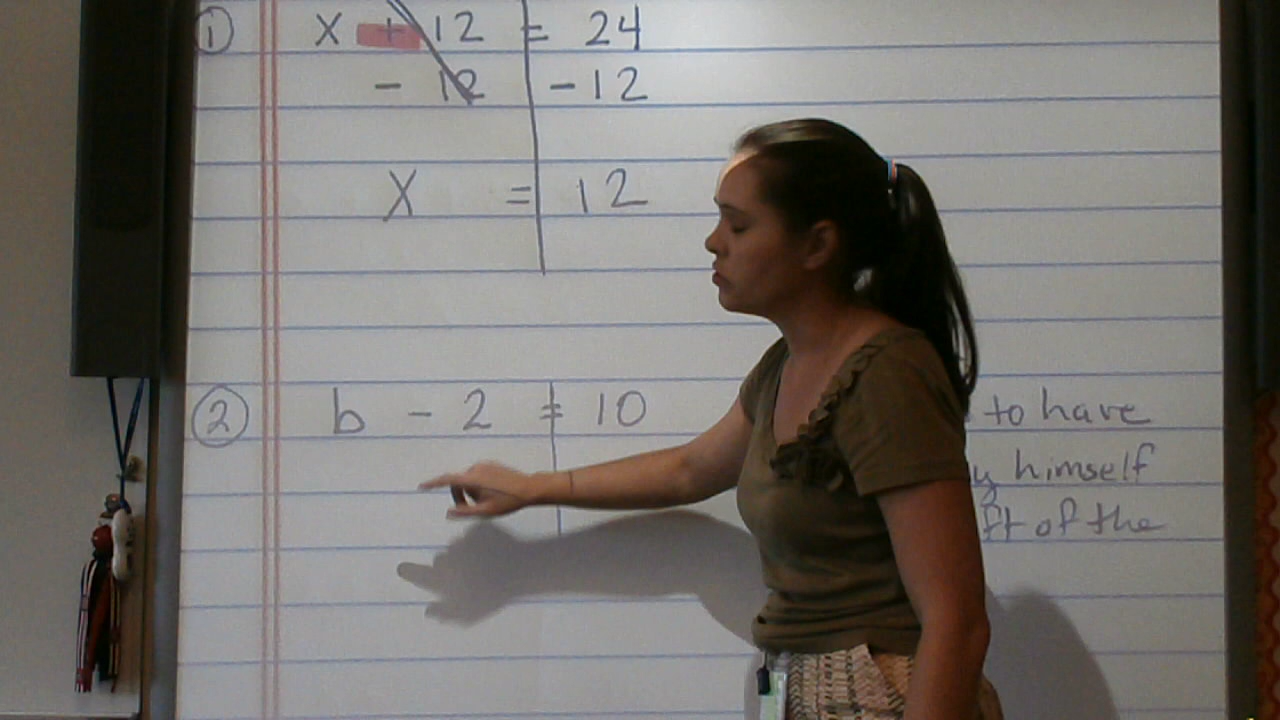 ① x + 12 = 24
- 12 - 12
x = 12
② b - 2 = 10
to have
himself
of the